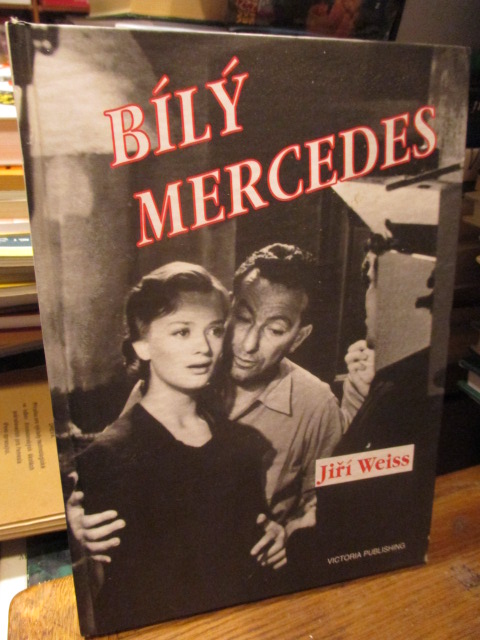 BÍLÝ
MERCEDES
Jiří Weiss
VICTORIA PUBLISHING